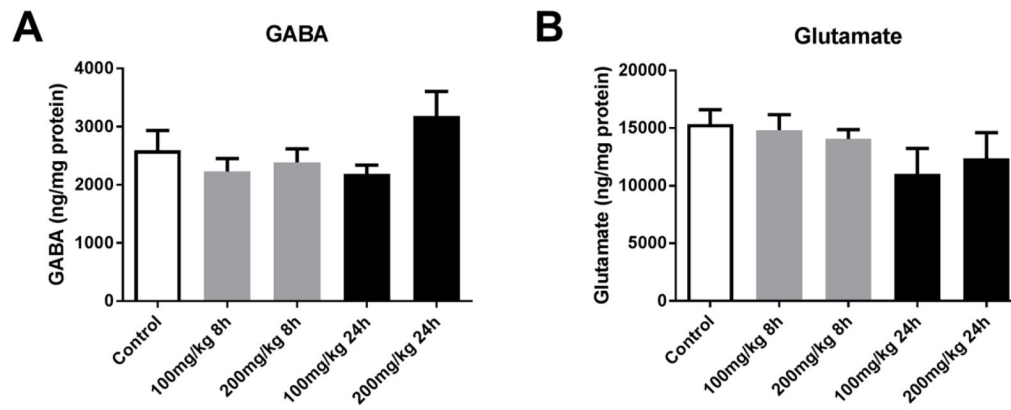 A
GABA
GABA (ng/mg protein)
4000
3000
2000
1000
0
Control
100mg/kg 8h
200mg/kg 8h
100mg/kg 24h
200mg/kg 24h
B
Glutamate
Glutamate (ng/mg protein)
20000
15000
10000
5000
0
Control
100mg/kg 8h
200mg/kg 8h
100mg/kg 24h
200mg/kg 24h